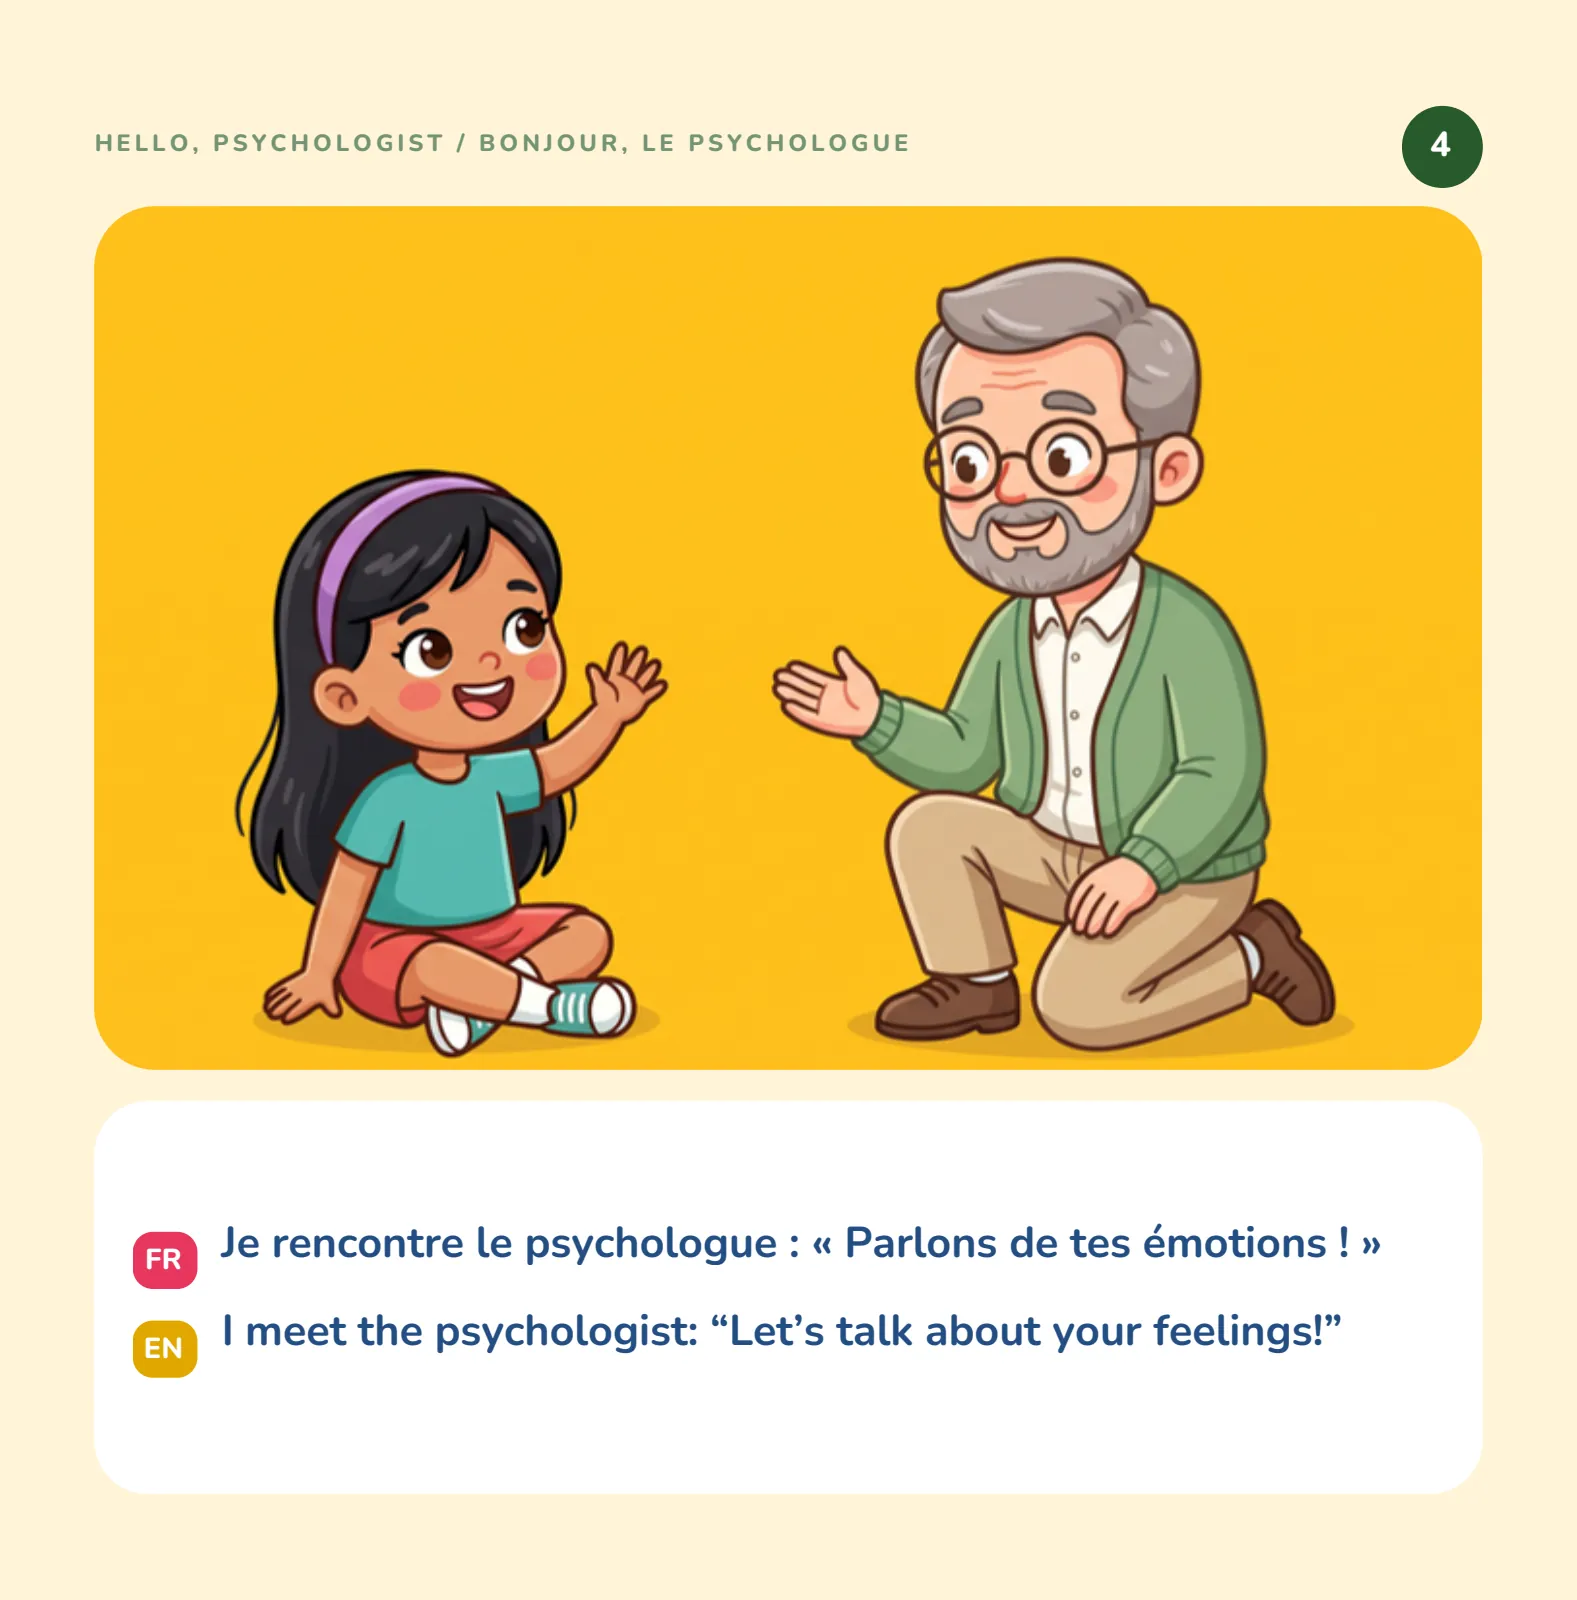 HELLO, PSYCHOLOGIST / BONJOUR, LE PSYCHOLOGUE
4
FR Je rencontre le psychologue : « Parlons de tes émotions ! »
EN I meet the psychologist: “Let’s talk about your feelings!”